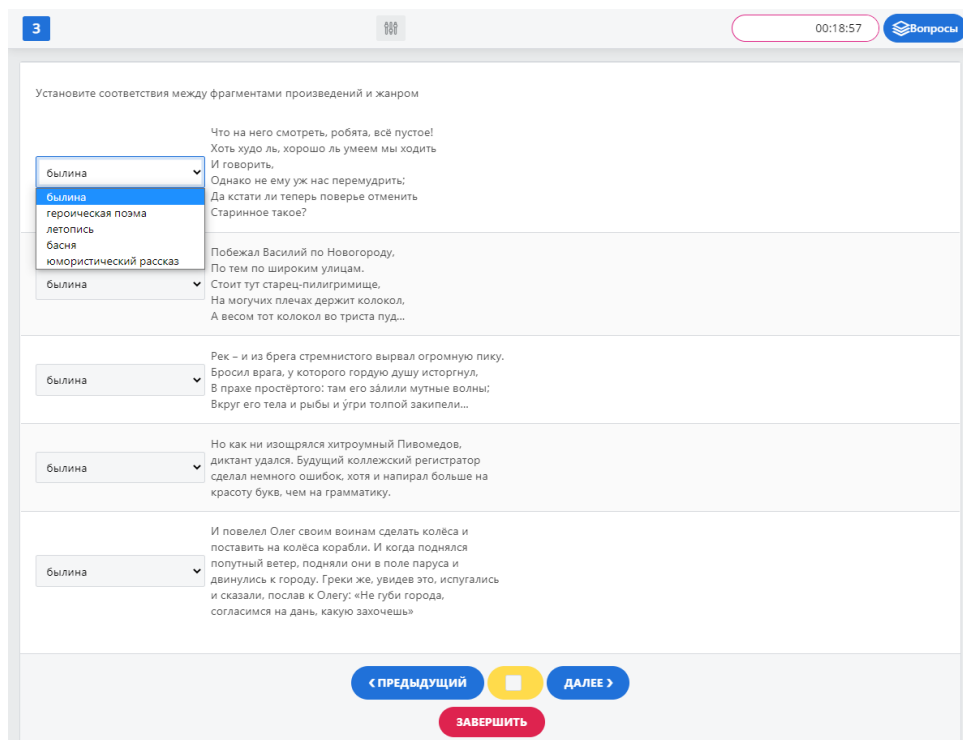 3
00:18:57
Вопросы
Установите соответствия между фрагментами произведений и жанром
былина
былина
героическая поэма
летопись
басня
юмористический рассказ
Что на него смотреть, робята, всё пустое!
Хоть худо ль, хорошо ль умеем мы ходить
И говорить,
Однако не ему уж нас перемудрить;
Да кстати ли теперь поверье отменить
Старинное такое?
былина
Побежал Василий по Новогороду,
По тем по широким улицам.
Стоит тут старец-пилигримище,
На могучих плечах держит колокол,
А весом тот колокол во триста пуд...
былина
Рек – и из брега стремнистого вырвал огромную пику.
Бросил врага, у которого гордую душу исторгнул,
В прахе простёртого: там его за́лили мутные волны;
Вкруг его тела и рыбы и у́гри толпой закипели...
былина
Но как ни изощрялся хитроумный Пивомедов,
диктант удался. Будущий коллежский регистратор
сделал немного ошибок, хотя и напирал больше на
красоту букв, чем на грамматику.
былина
И повелел Олег своим воинам сделать колёса и
поставить на колёса корабли. И когда поднялся
попутный ветер, подняли они в поле паруса и
двинулись к городу. Греки же, увидев это, испугались
и сказали, послав к Олегу: «Не губи города,
согласимся на дань, какую захочешь»
ПРЕДЫДУЩИЙ
ДАЛЕЕ
ЗАВЕРШИТЬ